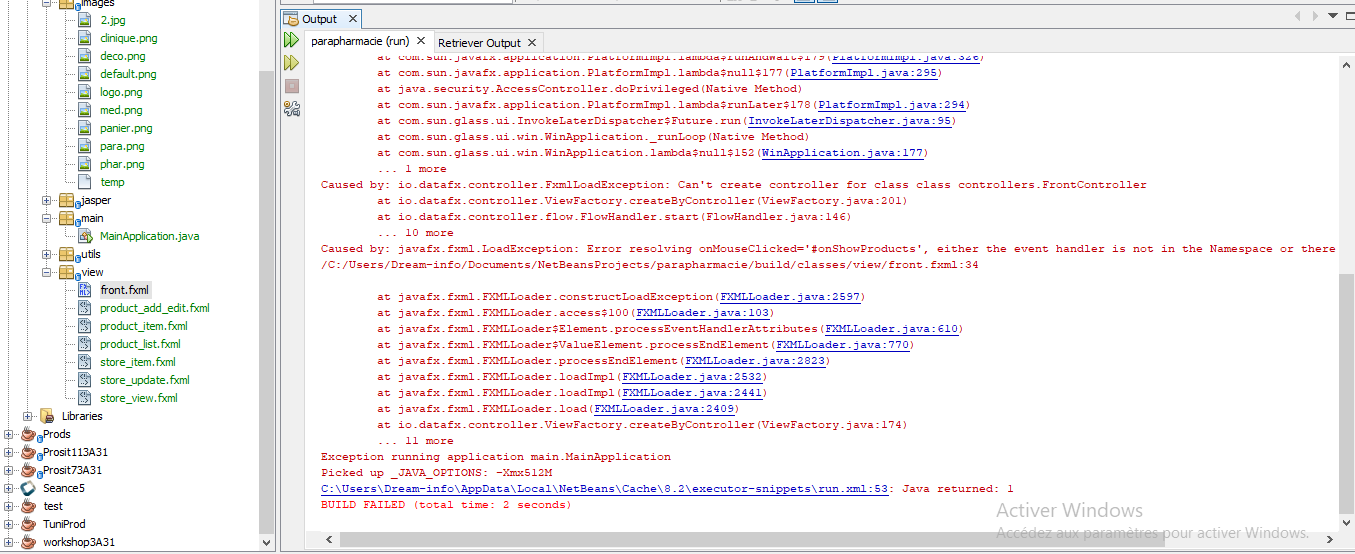 images
2.jpg
clinique.png
deco.png
default.png
logo.png
med.png
panier.png
para.png
phar.png
temp
jasper
main
MainApplication.java
utils
view
front.fxml
product_add_edit.fxml
product_item.fxml
product_list.fxml
store_item.fxml
store_update.fxml
store_view.fxml
Libraries
Prods
Prosit113A31
Prosit73A31
Seance5
test
TuniProd
workshop3A31
Output
parapharmacie (run)
Retriever Output
at com.sun.javafx.application.PlatformImpl.lambda$runAndWait$179(PlatformImpl.java:326)
at com.sun.javafx.application.PlatformImpl.lambda$null$177(PlatformImpl.java:295)
at java.security.AccessController.doPrivileged(Native Method)
at com.sun.javafx.application.PlatformImpl.lambda$runLater$178(PlatformImpl.java:294)
at com.sun.glass.ui.InvokeLaterDispatcher$Future.run(InvokeLaterDispatcher.java:95)
at com.sun.glass.ui.win.WinApplication._runLoop(Native Method)
at com.sun.glass.ui.win.WinApplication.lambda$null$152(WinApplication.java:177)
... 1 more
Caused by: io.datafx.controller.FxmlLoadException: Can't create controller for class class controllers.FrontController
at io.datafx.controller.ViewFactory.createByController(ViewFactory.java:201)
at io.datafx.controller.flow.FlowHandler.start(FlowHandler.java:146)
... 10 more
Caused by: javafx.fxml.LoadException: Error resolving onMouseClicked='#onShowProducts', either the event handler is not in the Namespace or there
/C:/Users/Dream-info/Documents/NetBeansProjects/parapharmacie/build/classes/view/front.fxml:34
at javafx.fxml.FXMLLoader.constructLoadException(FXMLLoader.java:2597)
at javafx.fxml.FXMLLoader.access$100(FXMLLoader.java:103)
at javafx.fxml.FXMLLoader$Element.processEventHandlerAttributes(FXMLLoader.java:610)
at javafx.fxml.FXMLLoader$ValueElement.processEndElement(FXMLLoader.java:770)
at javafx.fxml.FXMLLoader.processEndElement(FXMLLoader.java:2823)
at javafx.fxml.FXMLLoader.loadImpl(FXMLLoader.java:2532)
at javafx.fxml.FXMLLoader.loadImpl(FXMLLoader.java:2441)
at javafx.fxml.FXMLLoader.load(FXMLLoader.java:2409)
at io.datafx.controller.ViewFactory.createByController(ViewFactory.java:174)
... 11 more
Exception running application main.MainApplication
Picked up _JAVA_OPTIONS: -Xmx512M
C:\Users\Dream-info\AppData\Local\NetBeans\Cache\8.2\executor-snippets\run.xml:53: Java returned: 1
BUILD FAILED (total time: 2 seconds)
Activer Windows
Accédez aux paramètres pour activer Windows.